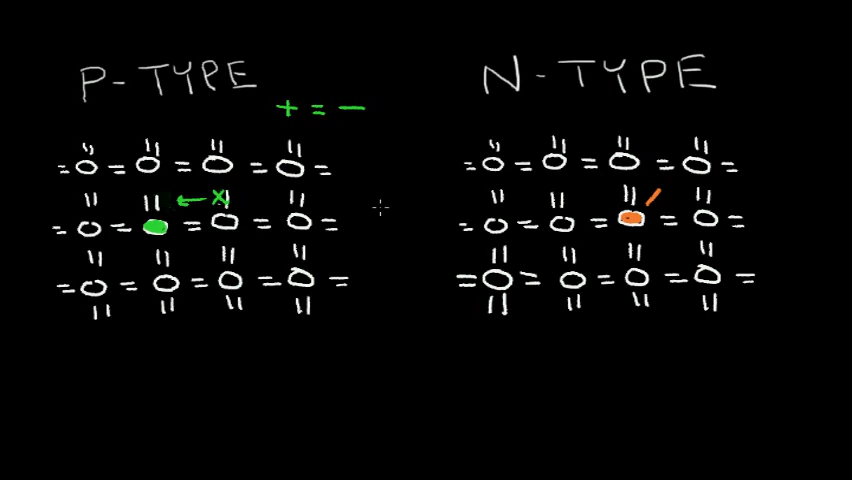 P-TYPE
+ = -
N-TYPE